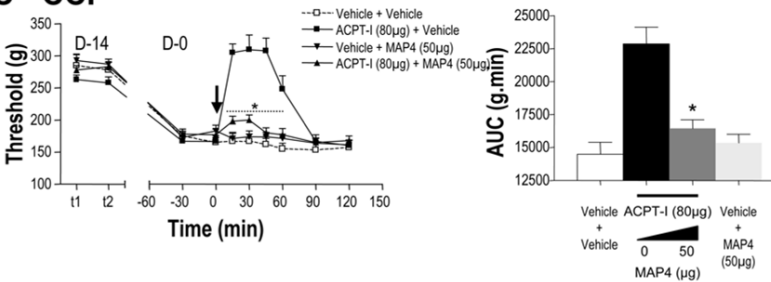 Vehicle + Vehicle
ACPT-I (80µg) + Vehicle
Vehicle + MAP4 (50µg)
ACPT-I (80µg) + MAP4 (50µg)
D-14
D-0
*
Threshold (g)
350
300
250
200
150
100
t1 t2 -60 -30 0 30 60 90 120 150
Time (min)
AUC (g.min)
25000
22500
20000
17500
15000
12500
*
Vehicle
+
Vehicle
ACPT-I (80µg)
0 50
MAP4 (µg)
Vehicle
+
MAP4
(50µg)